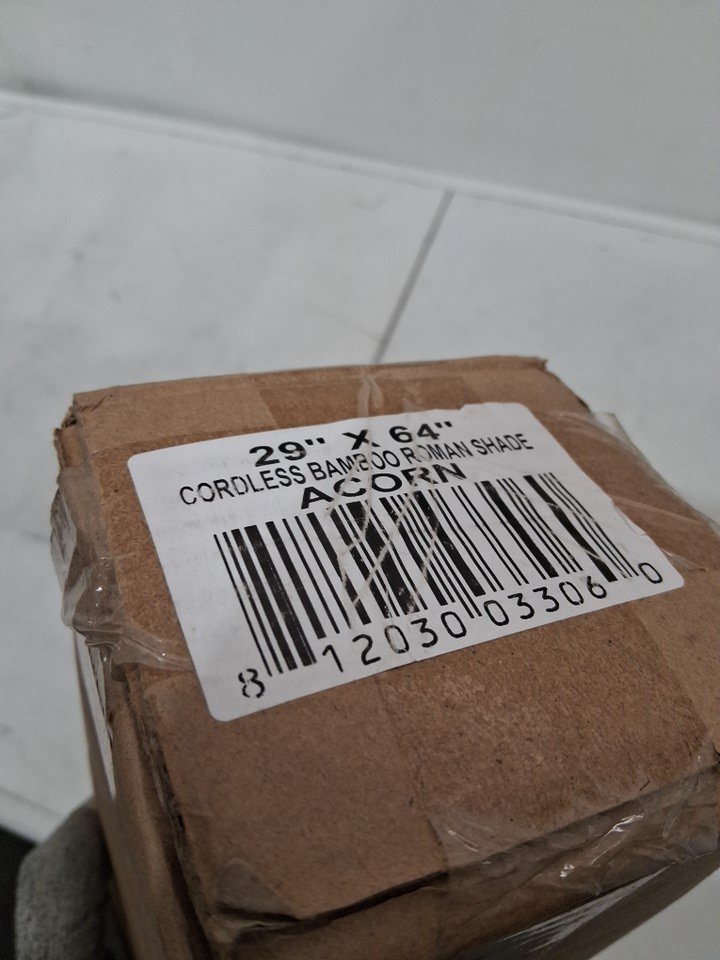 29" X 64"
CORDLESS BAMBOO ROMAN SHADE
ACORN
8 12030 03306 0